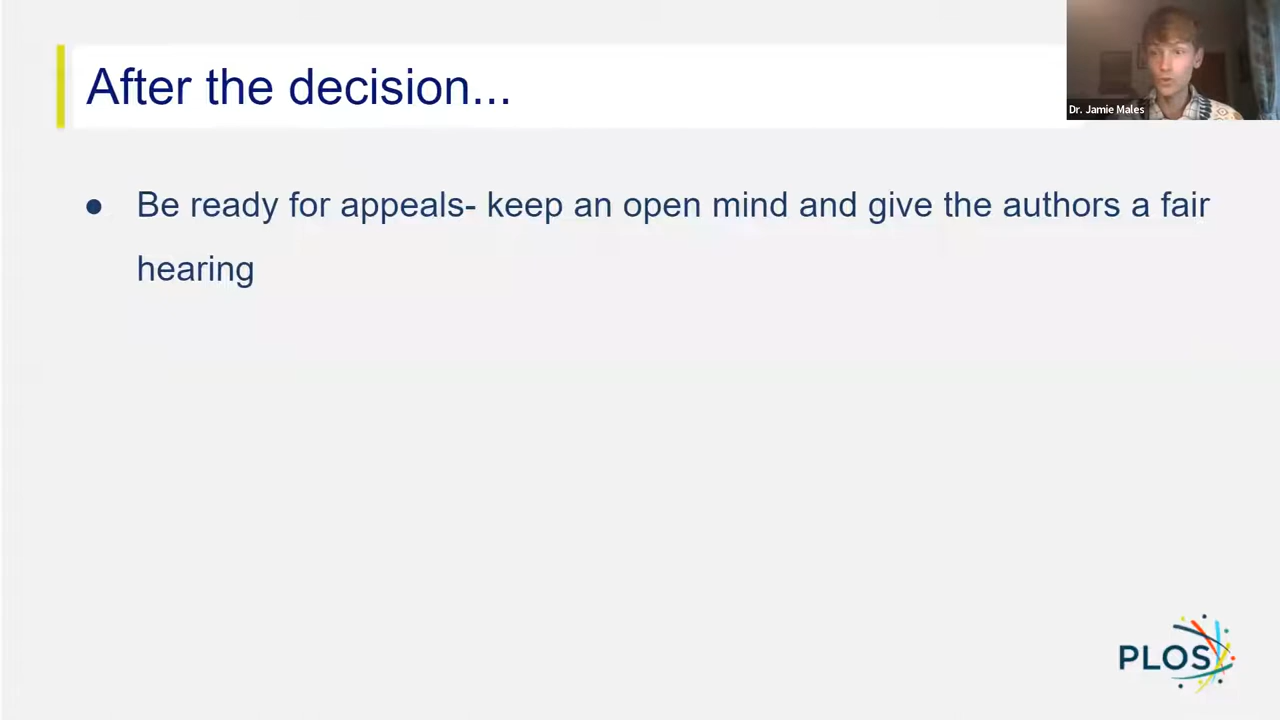 After the decision...
Dr. Jamie Males
● Be ready for appeals- keep an open mind and give the authors a fair
hearing
PLOS